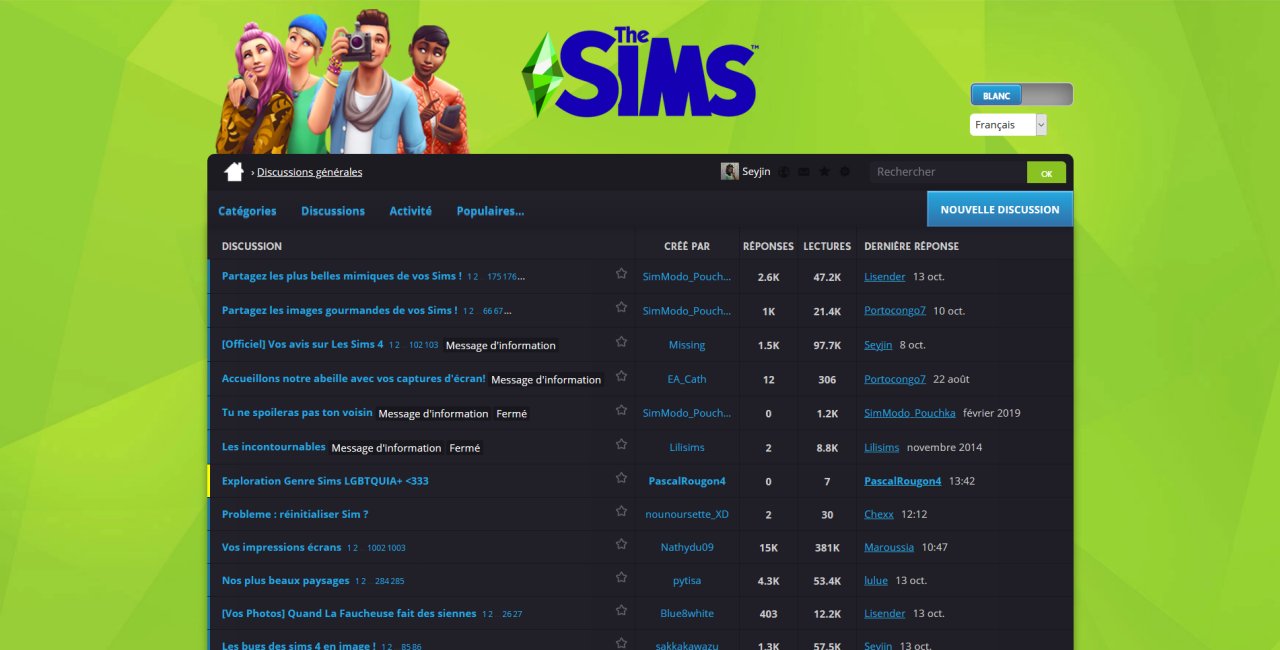 The
SIMS™
BLANC
Français
› Discussions générales
Seyjin
Rechercher
OK
Catégories Discussions Activité Populaires...
NOUVELLE DISCUSSION
DISCUSSION CRÉÉ PAR RÉPONSES LECTURES DERNIÈRE RÉPONSE
Partagez les plus belles mimiques de vos Sims ! 1 2 175 176... SimModo_Pouch... 2.6K 47.2K Lisender 13 oct.
Partagez les images gourmandes de vos Sims ! 1 2 66 67... SimModo_Pouch... 1K 21.4K Portocongo7 10 oct.
[Officiel] Vos avis sur Les Sims 4 1 2 102 103 Message d'information Missing 1.5K 97.7K Seyjin 8 oct.
Accueillons notre abeille avec vos captures d'écran! Message d'information EA_Cath 12 306 Portocongo7 22 août
Tu ne spoileras pas ton voisin Message d'information Fermé SimModo_Pouch... 0 1.2K SimModo_Pouchka février 2019
Les incontournables Message d'information Fermé Lilisims 2 8.8K Lilisims novembre 2014
Exploration Genre Sims LGBTQUIA+ <333 PascalRougon4 0 7 PascalRougon4 13:42
Probleme : réinitialiser Sim ? nounoursette_XD 2 30 Chexx 12:12
Vos impressions écrans 1 2 1002 1003 Nathydu09 15K 381K Maroussia 10:47
Nos plus beaux paysages 1 2 284 285 pytisa 4.3K 53.4K lulue 13 oct.
[Vos Photos] Quand La Faucheuse fait des siennes 1 2 26 27 Blue8white 403 12.2K Lisender 13 oct.
Les bugs des sims 4 en image ! 1 2 85 86 sakkakawazu 1.3K 57.5K Seyjin 13 oct.